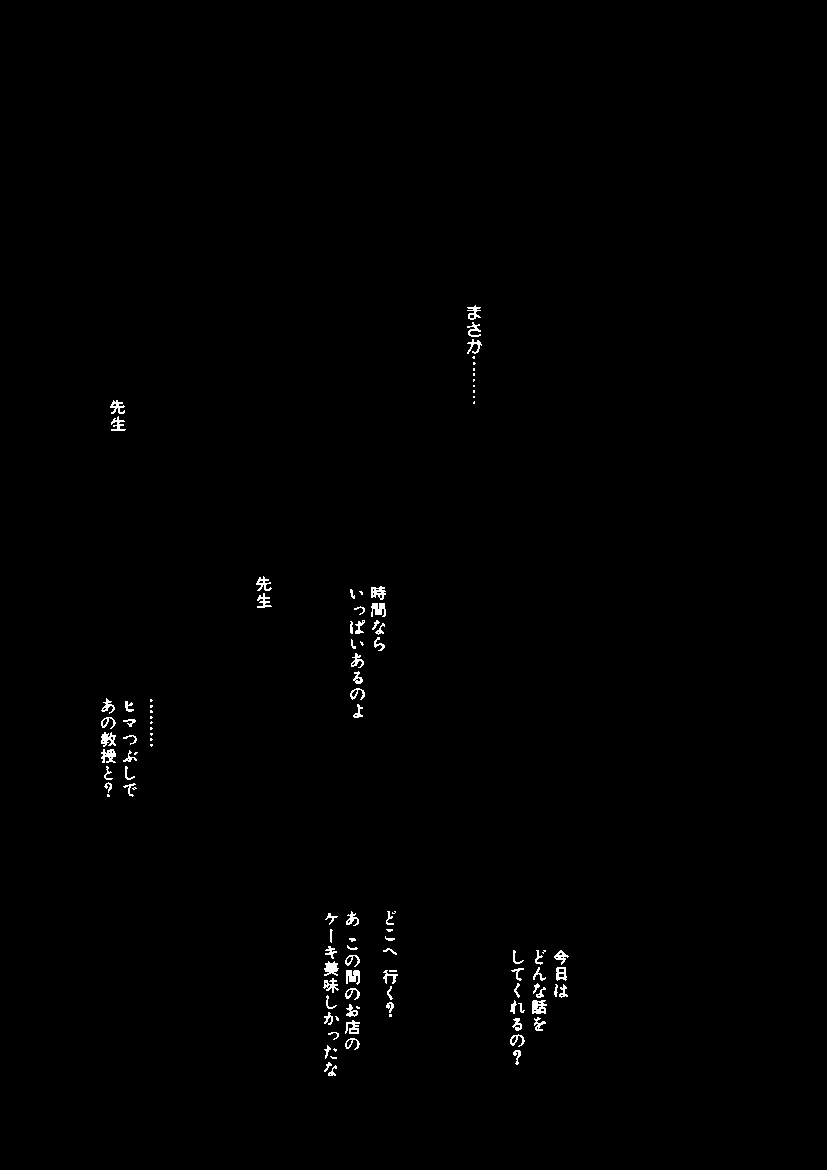 まさか………
先生
時間なら
いっぱいあるのよ
先生
………
ヒマつぶしで
あの教授と？
今日は
どんな話を
してくれるの？
どこへ 行く？
あ この間のお店の
ケーキ美味しかったな